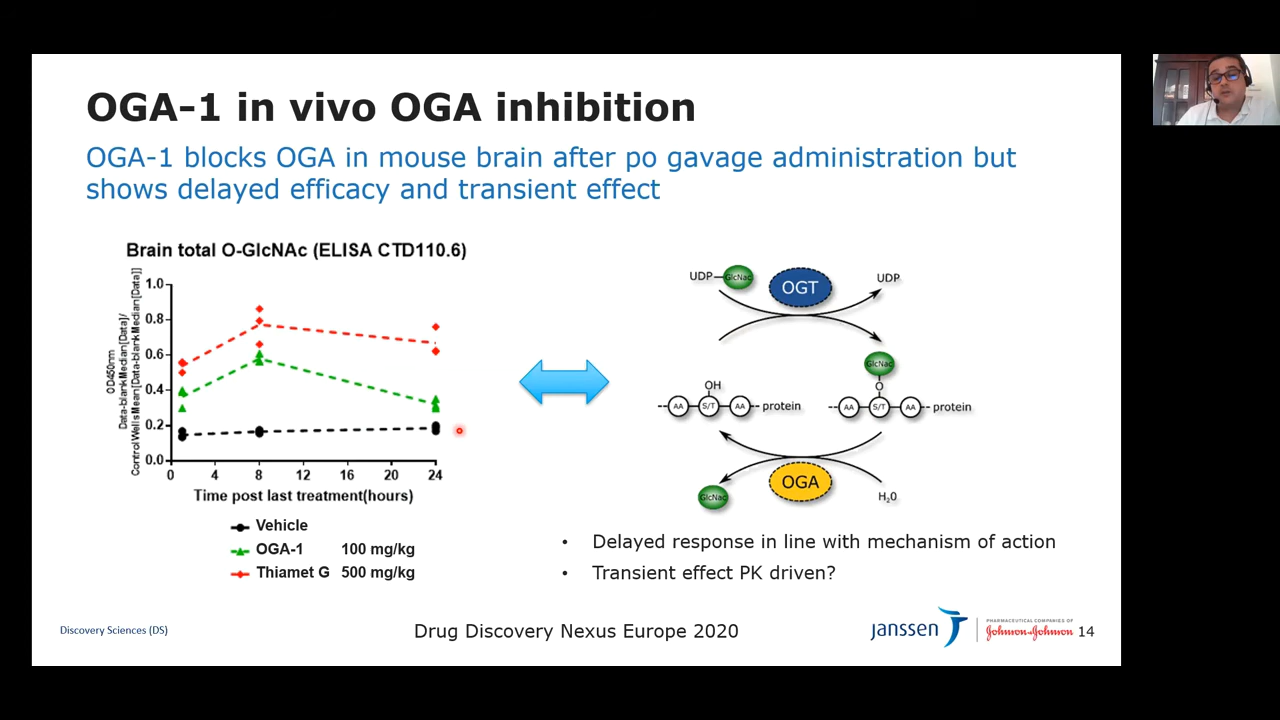 OGA-1 in vivo OGA inhibition
OGA-1 blocks OGA in mouse brain after po gavage administration but
shows delayed efficacy and transient effect
Brain total O-GlcNAc (ELISA CTD110.6)
OD450nm
Data-blankMedian[Data]/
Control Wells Mean[Data-blankMedian[Data]]
1.0
0.8
0.6
0.4
0.2
0.0
0 4 8 12 16 20 24
Time post last treatment(hours)
Vehicle
OGA-1 100 mg/kg
Thiamet G 500 mg/kg
UDP GlcNac
OGT
UDP
GlcNac
O
OH
AA S/T AA protein
AA S/T AA protein
OGA
GlcNac
H₂0
• Delayed response in line with mechanism of action
• Transient effect PK driven?
Discovery Sciences (DS)
Drug Discovery Nexus Europe 2020
janssen
PHARMACEUTICAL COMPANIES OF
Johnson & Johnson
14